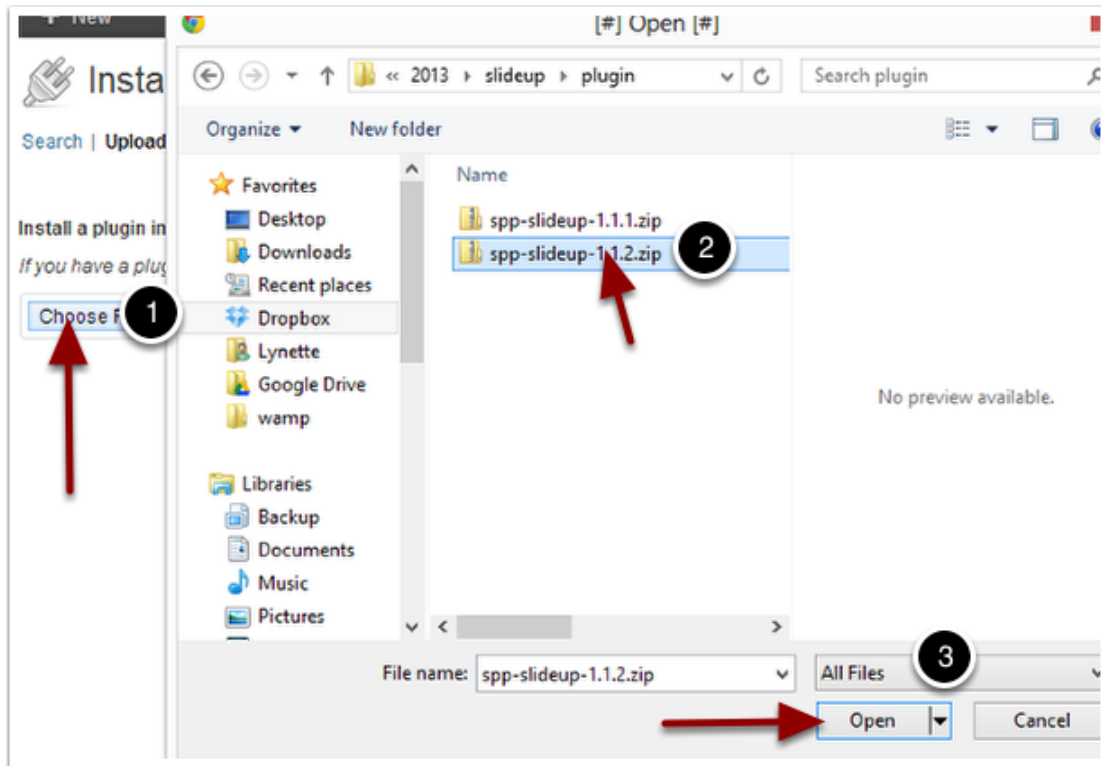 + New
[#] Open [#]
Insta
« 2013 slideup plugin
Search plugin
Organize
New folder
Search | Upload
Name
Favorites
Desktop
Downloads
Recent places
Dropbox
Lynette
Google Drive
wamp
spp-slideup-1.1.1.zip
spp-slideup-1.1.2.zip
2
Install a plugin in
If you have a plug
Choose F
1
No preview available.
Libraries
Backup
Documents
Music
Pictures
File name: spp-slideup-1.1.2.zip
All Files
3
Open
Cancel